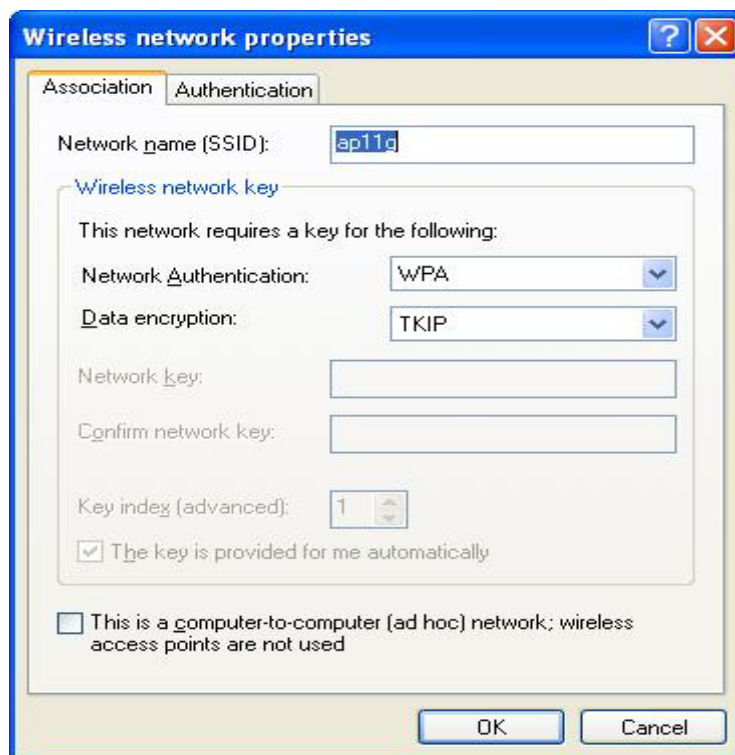 Wireless network properties
Association
Authentication
Network name (SSID):
ap11g
Wireless network key
This network requires a key for the following:
Network Authentication:
WPA
Data encryption:
TKIP
Network key:
Confirm network key:
Key index (advanced):
1
The key is provided for me automatically
This is a computer-to-computer (ad hoc) network; wireless
access points are not used
OK
Cancel